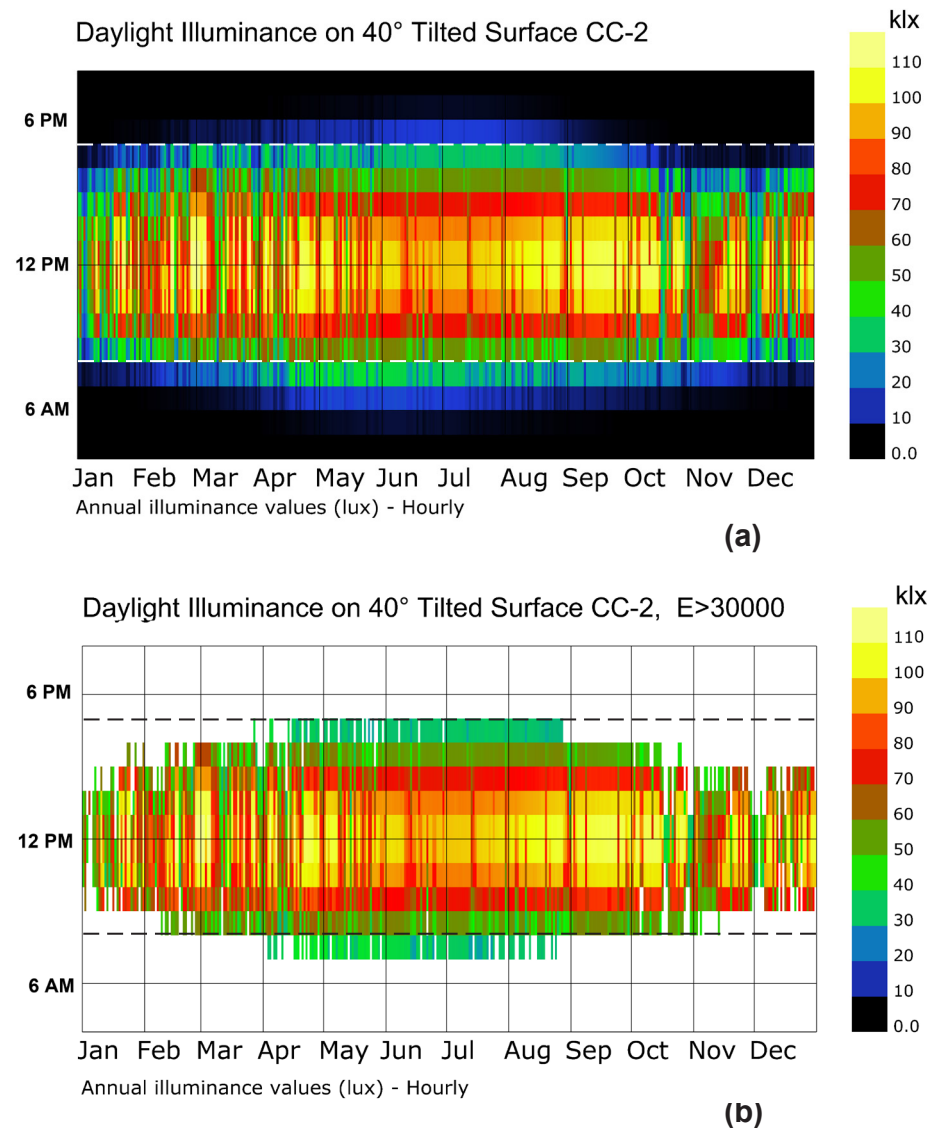 Daylight Illuminance on 40° Tilted Surface CC-2
klx
110
100
90
80
70
60
50
40
30
20
10
0.0
6 PM
12 PM
6 AM
Jan Feb Mar Apr May Jun Jul Aug Sep Oct Nov Dec
Annual illuminance values (lux) - Hourly
(a)
Daylight Illuminance on 40° Tilted Surface CC-2, E>30000
klx
110
100
90
80
70
60
50
40
30
20
10
0.0
6 PM
12 PM
6 AM
Jan Feb Mar Apr May Jun Jul Aug Sep Oct Nov Dec
Annual illuminance values (lux) - Hourly
(b)